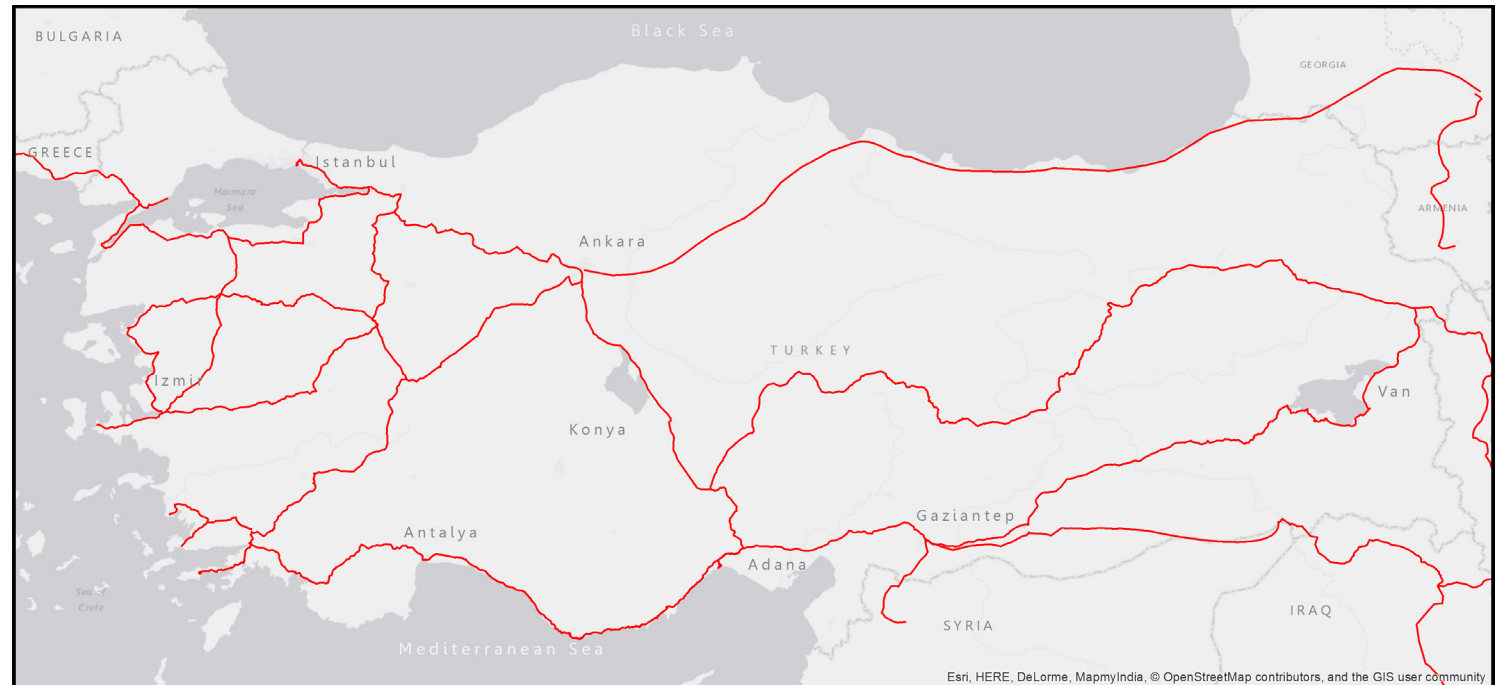 Black Sea
BULGARIA
GEORGIA
GREECE
Istanbul
Marmara
Sea
ARMENIA
Ankara
TURKEY
Izmir
Van
Konya
Gaziantep
Antalya
Adana
Sea of
Crete
IRAQ
SYRIA
Mediterranean Sea
Esri, HERE, DeLorme, MapmyIndia, © OpenStreetMap contributors, and the GIS user community